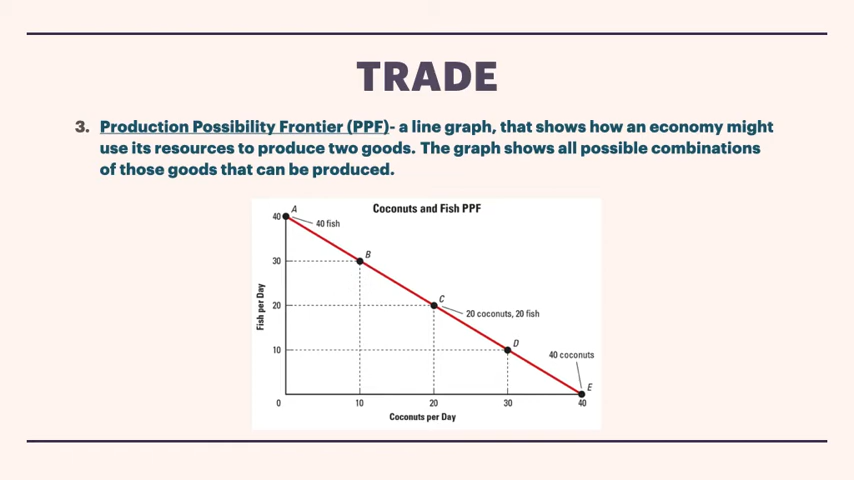 TRADE
3. Production Possibility Frontier (PPF)- a line graph, that shows how an economy might
use its resources to produce two goods. The graph shows all possible combinations
of those goods that can be produced.
Coconuts and Fish PPF
A
40
40 fish
B
30
Fish per Day
C
20
20 coconuts, 20 fish
D
10
40 coconuts
E
0 10 20 30 40
Coconuts per Day